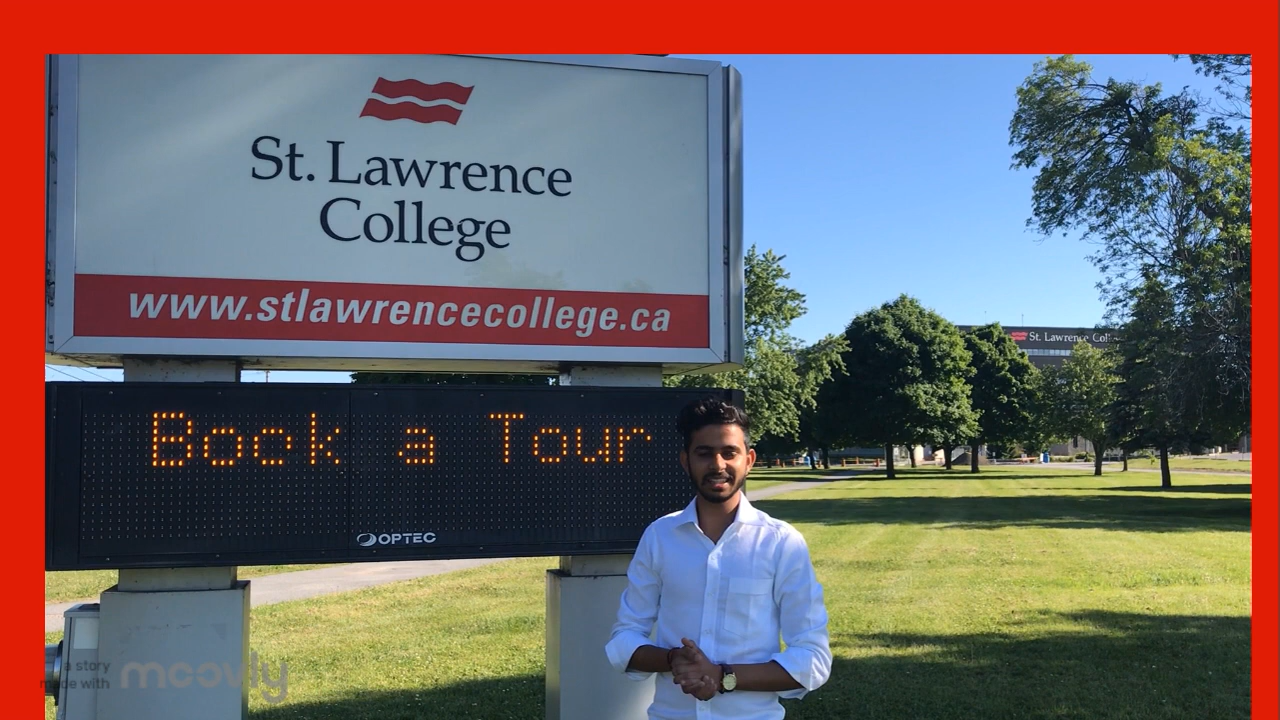 St. Lawrence
College
www.stlawrencecollege.ca
St. Lawrence
Book a Tour
OPTEC
a story
made with
moovly